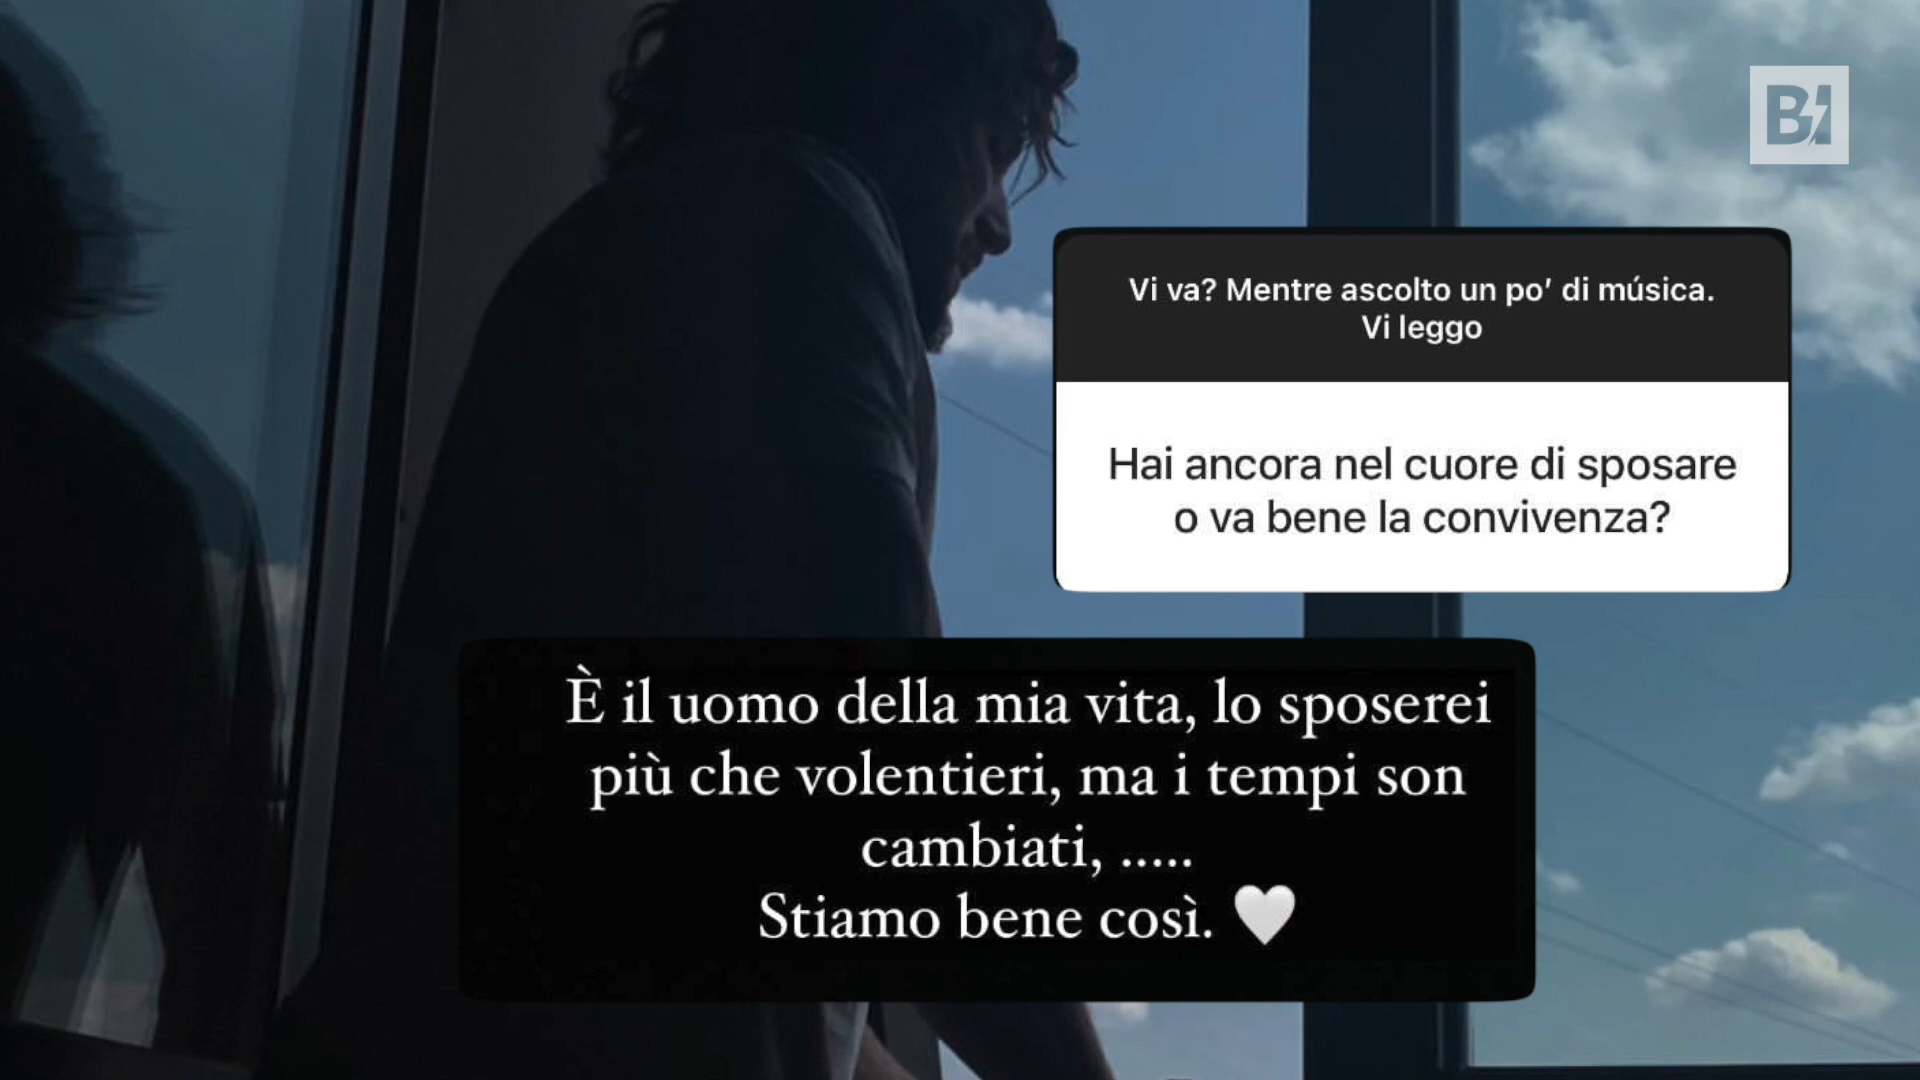 BI
Vi va? Mentre ascolto un po’ di música.
Vi leggo
Hai ancora nel cuore di sposare
o va bene la convivenza?
È il uomo della mia vita, lo sposerei
più che volentieri, ma i tempi son
cambiati, .....
Stiamo bene così. 🤍